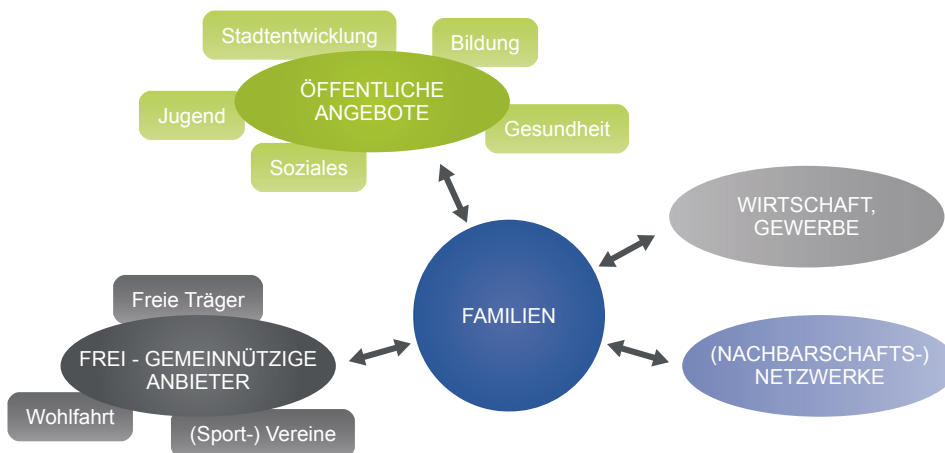 Stadtentwicklung
Bildung
ÖFFENTLICHE
ANGEBOTE
Jugend
Gesundheit
Soziales
WIRTSCHAFT,
GEWERBE
FAMILIEN
Freie Träger
FREI - GEMEINNÜTZIGE
ANBIETER
(NACHBARSCHAFTS-)
NETZWERKE
Wohlfahrt
(Sport-) Vereine